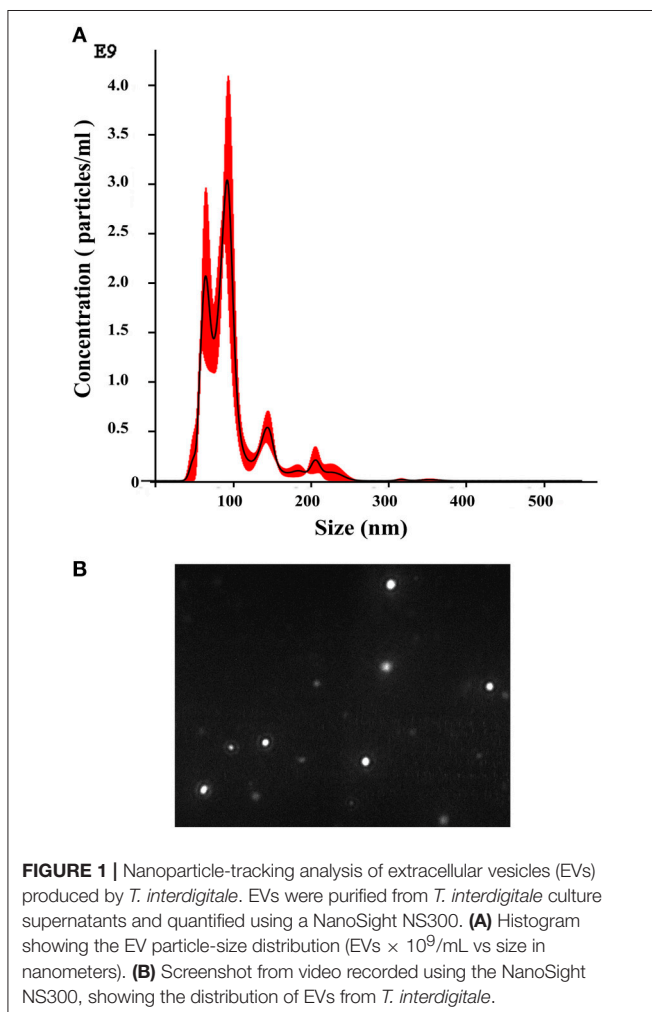 A
E9
4.0
3.5
3.0
2.5
2.0
1.5
1.0
0.5
0
Concentration ( particles/ml )
100 200 300 400 500
Size (nm)
B
FIGURE 1 | Nanoparticle-tracking analysis of extracellular vesicles (EVs)
produced by T. interdigitale. EVs were purified from T. interdigitale culture
supernatants and quantified using a NanoSight NS300. (A) Histogram
showing the EV particle-size distribution (EVs × 10⁹/mL vs size in
nanometers). (B) Screenshot from video recorded using the NanoSight
NS300, showing the distribution of EVs from T. interdigitale.